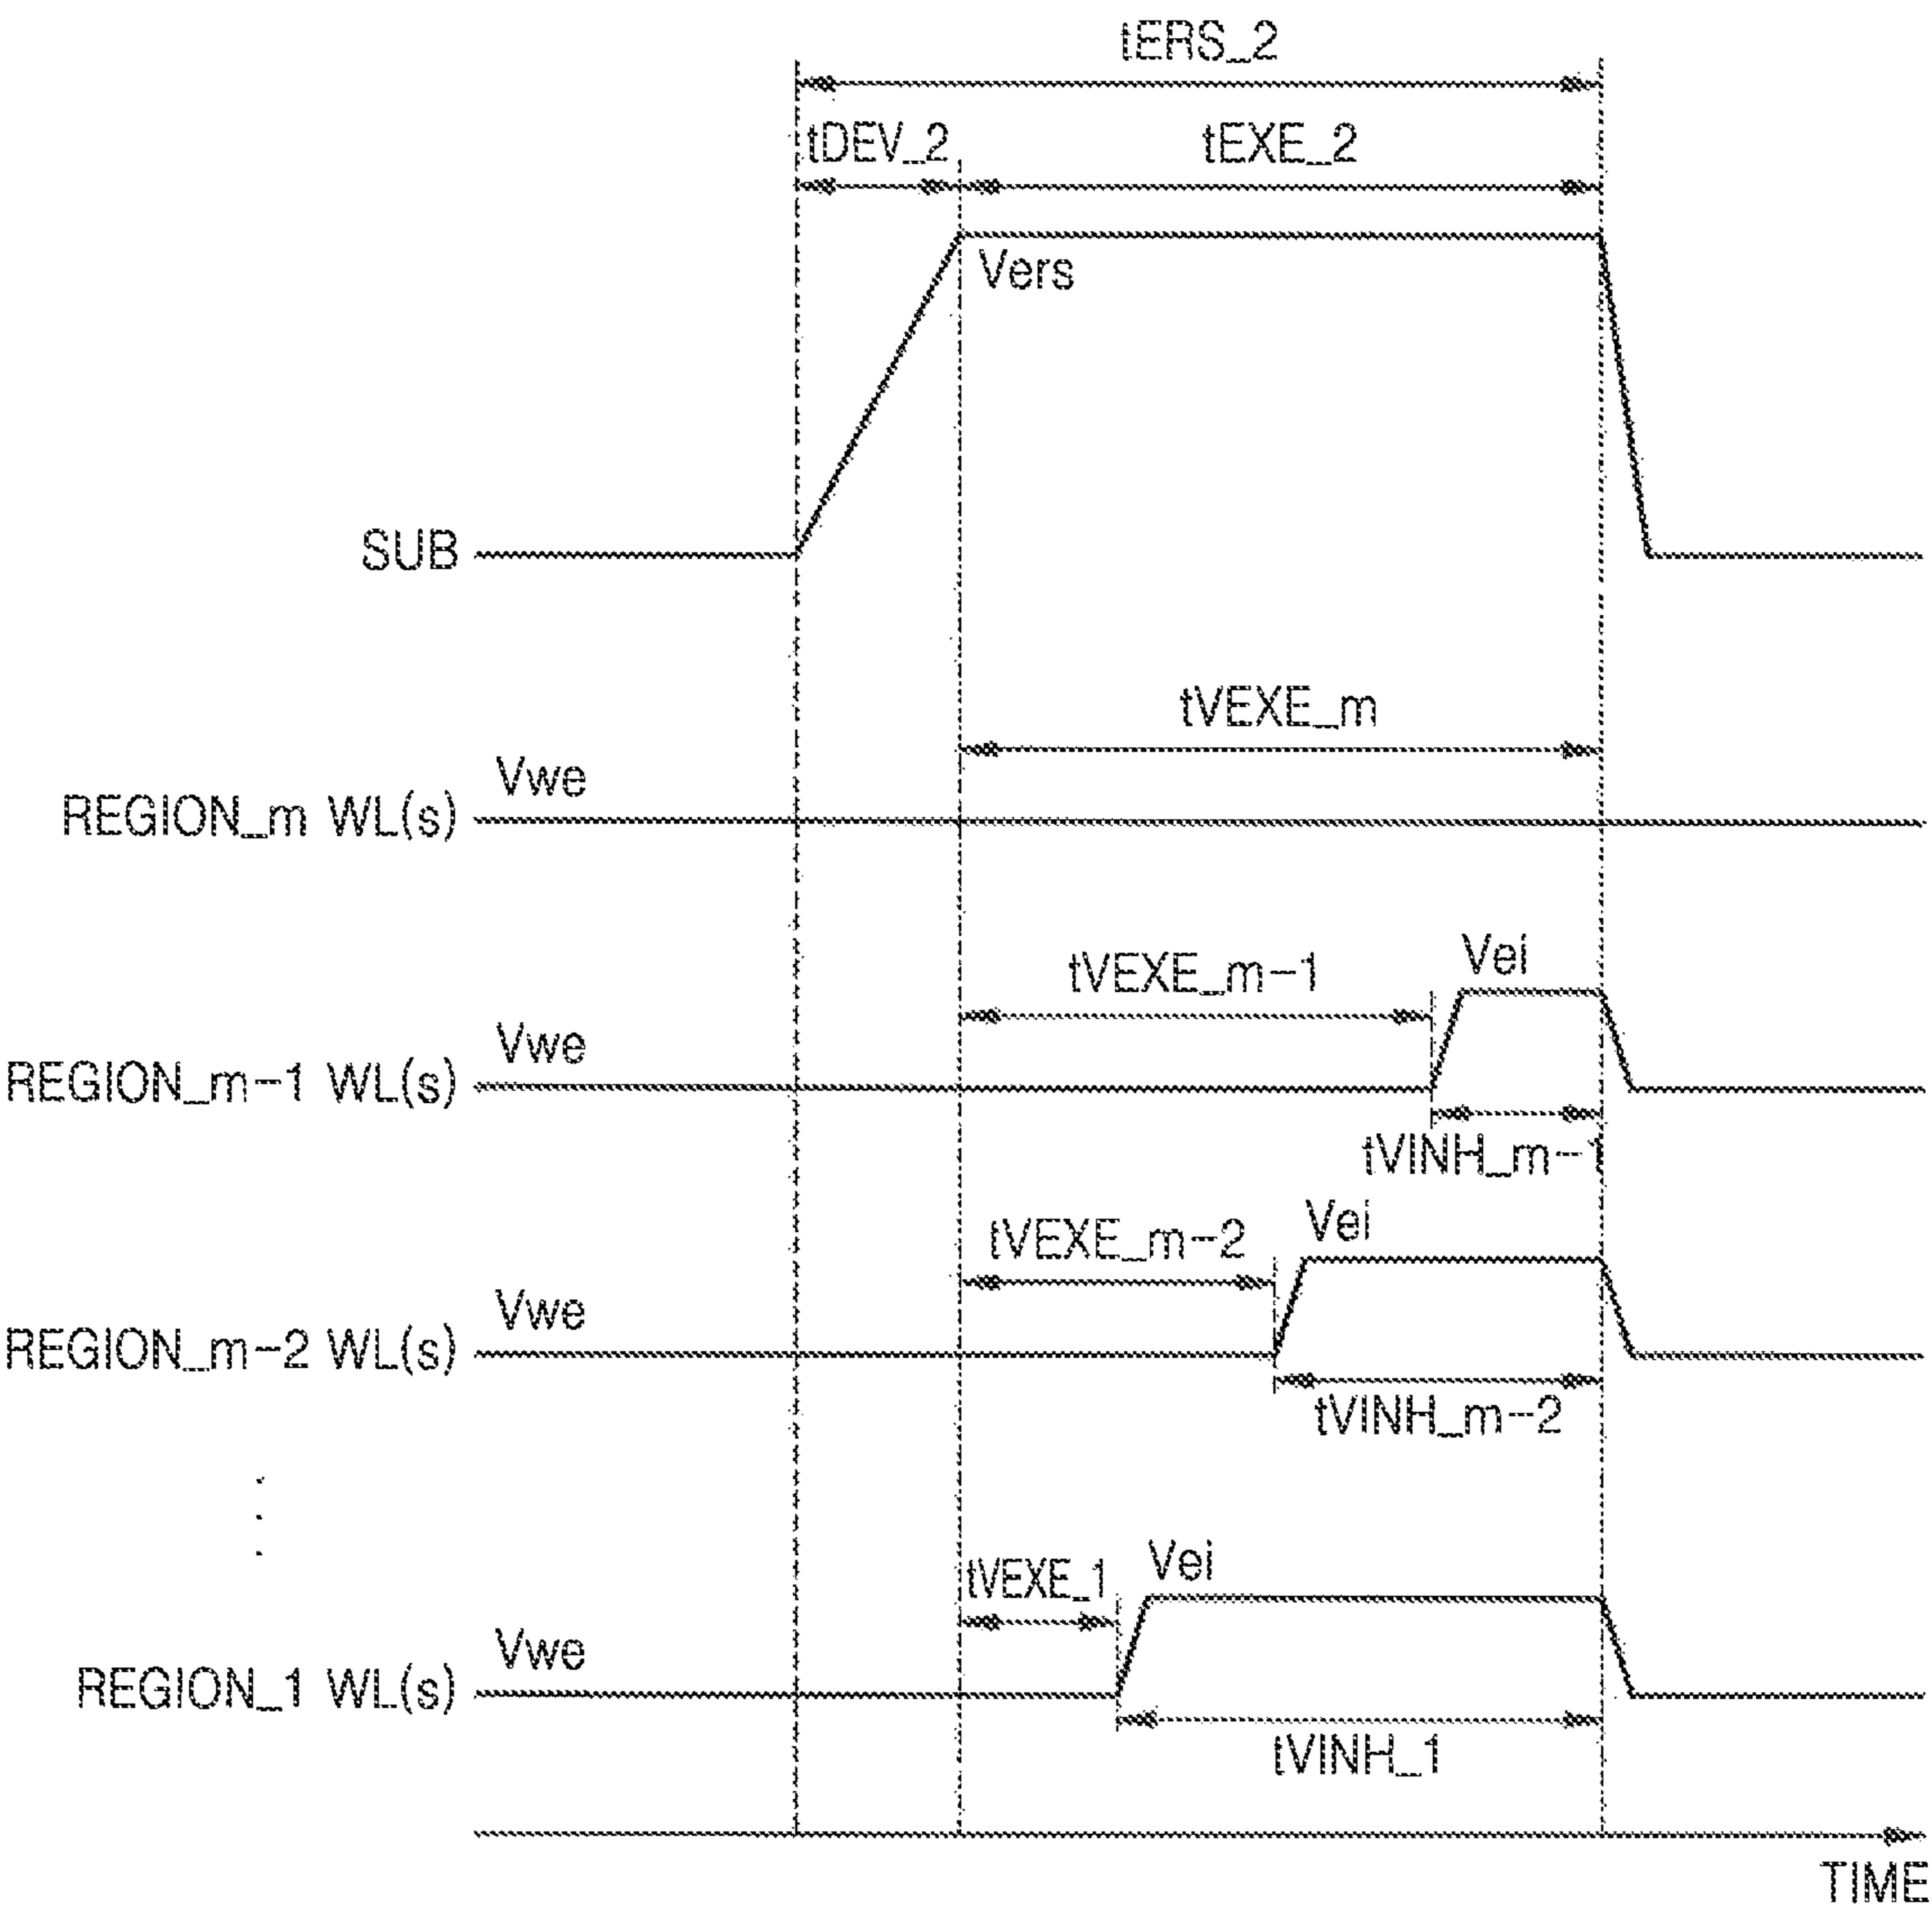 tERS_2
tDEV_2 tEXE_2
Vers
SUB
tVEXE_m
Vwe
REGION_m WL(s)
Vei
tVEXE_m-1
Vwe
REGION_m-1 WL(s)
tVINH_m-1
Vei
tVEXE_m-2
Vwe
REGION_m-2 WL(s)
tVINH_m-2
Vei
tVEXE_1
Vwe
REGION_1 WL(s)
tVINH_1
TIME